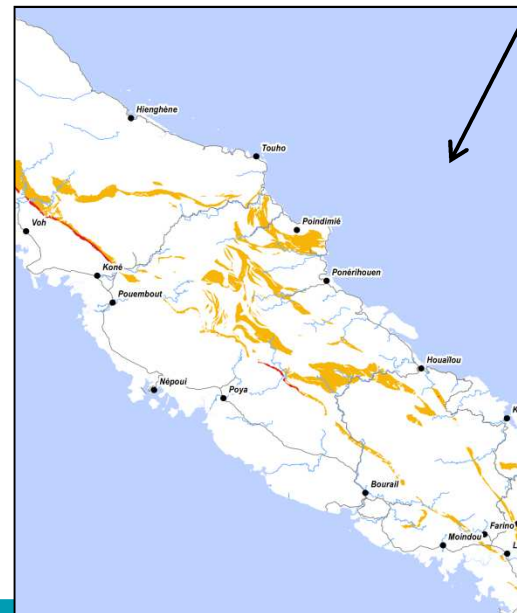 Hienghène
Touho
Poindimié
Voh
Koné
Ponérihouen
Pouembout
Houaïlou
Népoui
Poya
K
Bourail
Farino
Moindou
L